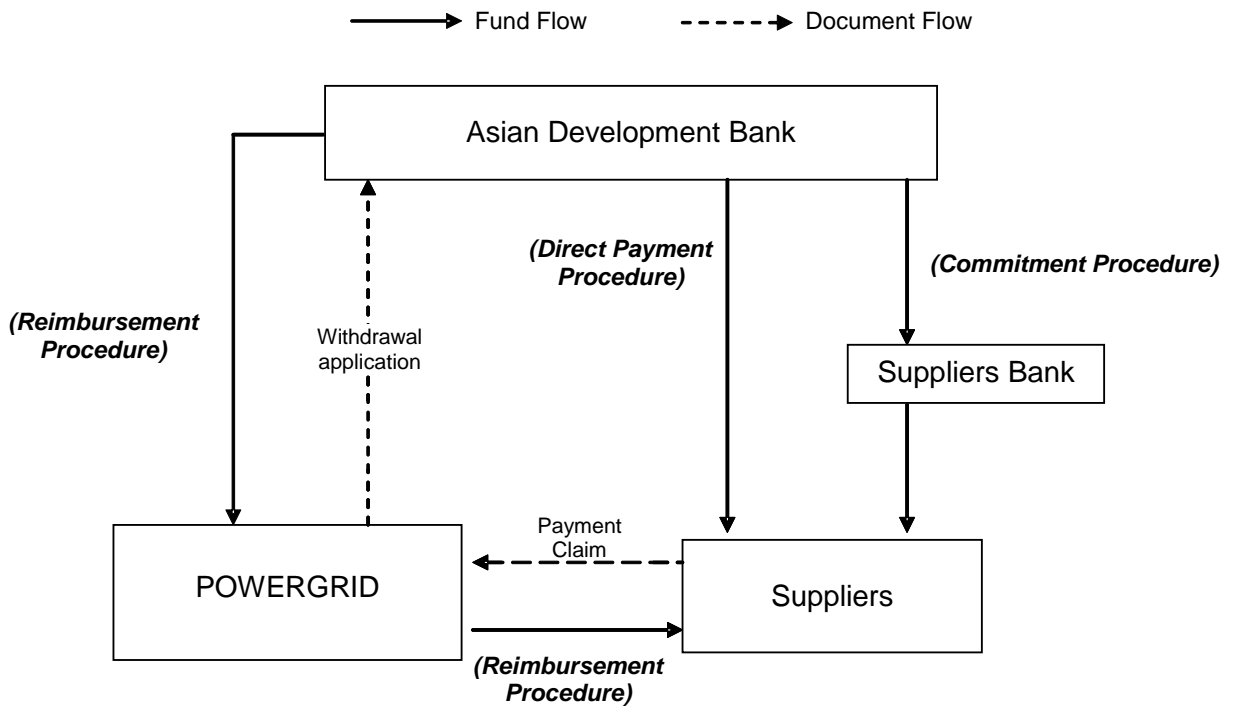 Fund Flow
Document Flow
Asian Development Bank
(Direct Payment
Procedure)
(Commitment Procedure)
(Reimbursement
Procedure)
Withdrawal
application
Suppliers Bank
Payment
Claim
POWERGRID
Suppliers
(Reimbursement
Procedure)